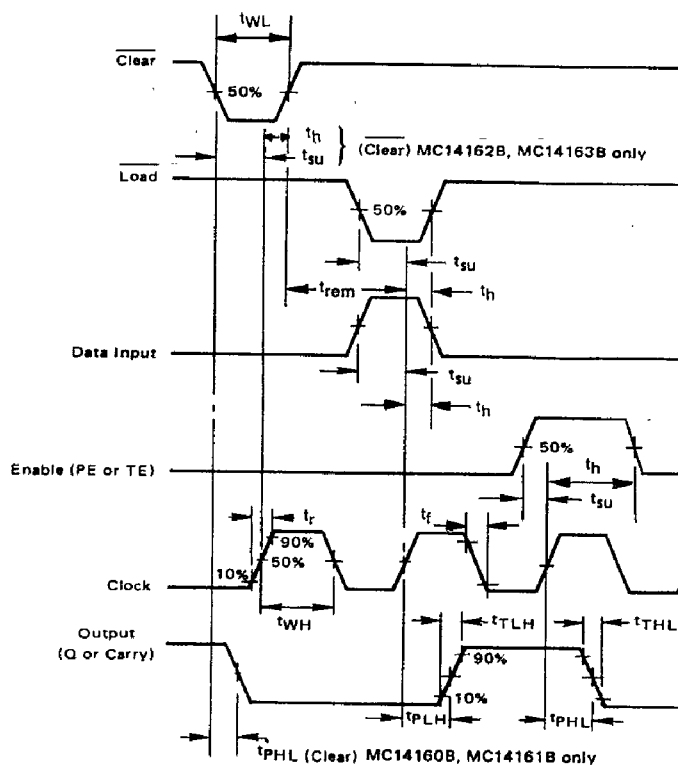 tWL
Clear
50%
th
tsu
(Clear) MC14162B, MC14163B only
Load
50%
tsu
trem
th
Data Input
tsu
th
50%
Enable (PE or TE)
th
tsu
tr
tf
90%
50%
10%
Clock
tWH
tTLH
tTHL
Output
(Q or Carry)
90%
10%
tPLH
tPHL
tPHL (Clear) MC14160B, MC14161B only